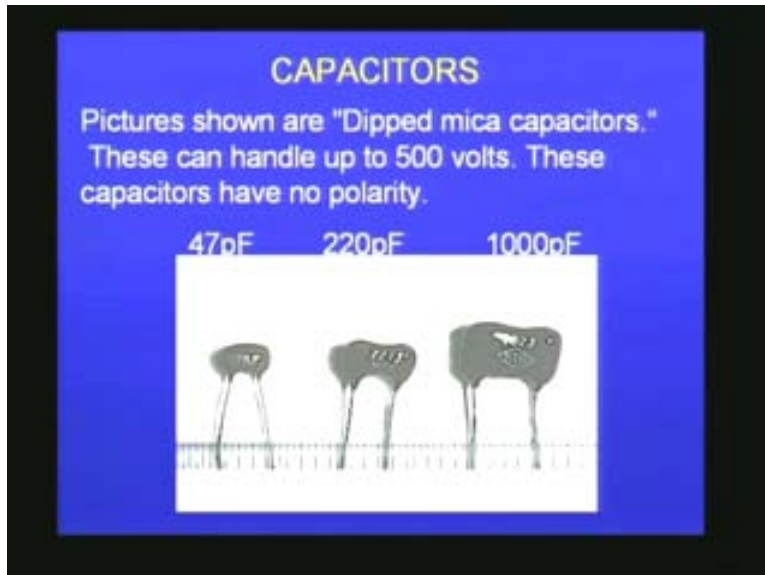 CAPACITORS
Pictures shown are "Dipped mica capacitors."
These can handle up to 500 volts. These
capacitors have no polarity.
47pF 220pF 1000pF